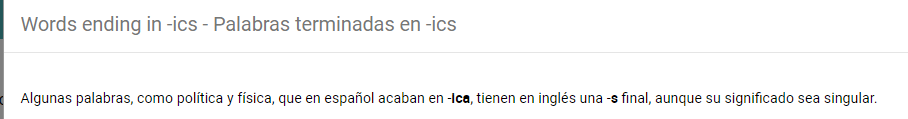 Words ending in -ics - Palabras terminadas en -ics
Algunas palabras, como política y física, que en español acaban en -ica, tienen en inglés una -s final, aunque su significado sea singular.